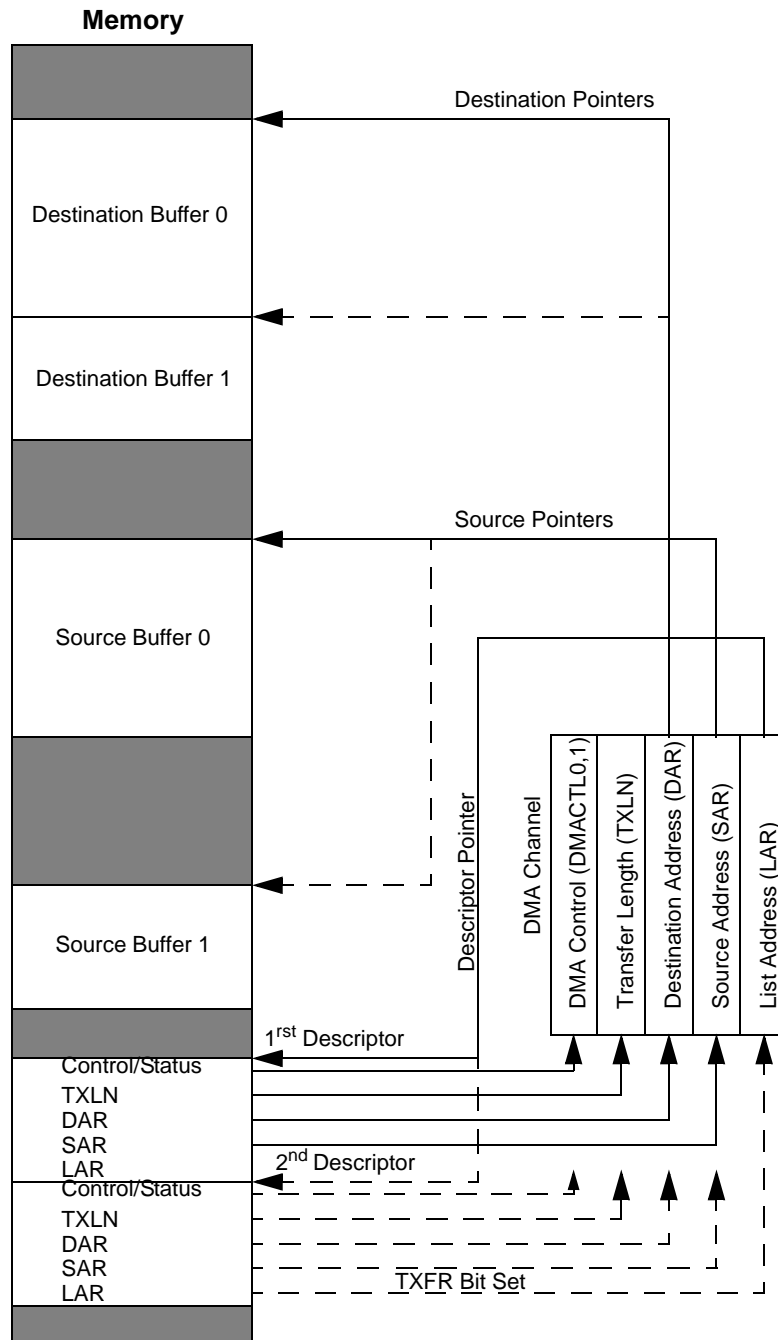 Memory
Destination Pointers
Destination Buffer 0
Destination Buffer 1
Source Pointers
Source Buffer 0
Descriptor Pointer
DMA Channel
DMA Control (DMACTL0,1)
Transfer Length (TXLN)
Destination Address (DAR)
Source Address (SAR)
List Address (LAR)
Source Buffer 1
1rst Descriptor
Control/Status
TXLN
DAR
SAR
LAR
2nd Descriptor
Control/Status
TXLN
DAR
SAR
LAR
TXFR Bit Set